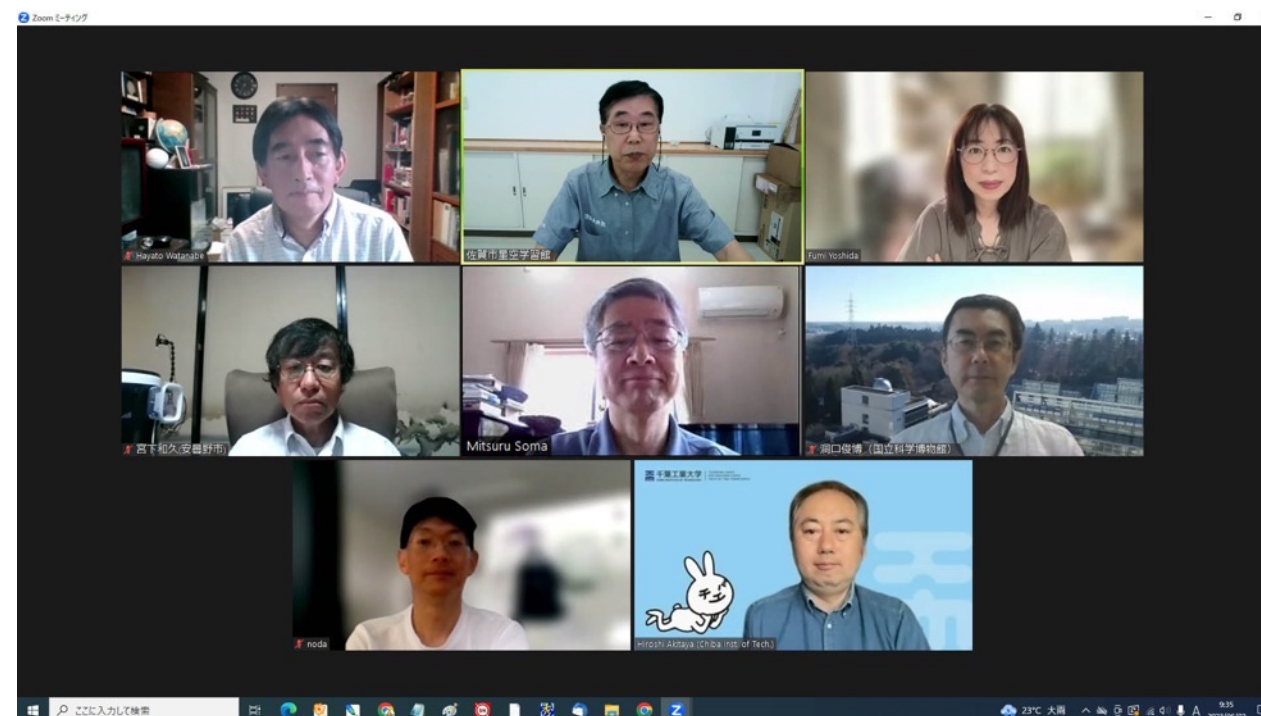 Zoom ミーティング
Hayato Watanabe
佐賀市星空学習館
Fumi Yoshida
宮下和久(安曇野市)
Mitsuru Soma
洞口俊博（国立科学博物館）
千葉工業大学
チエ
noda
Hiroshi Akitaya (Chiba Inst. of Tech.)
ここに入力して検索
23°C 大雨
A
9:35